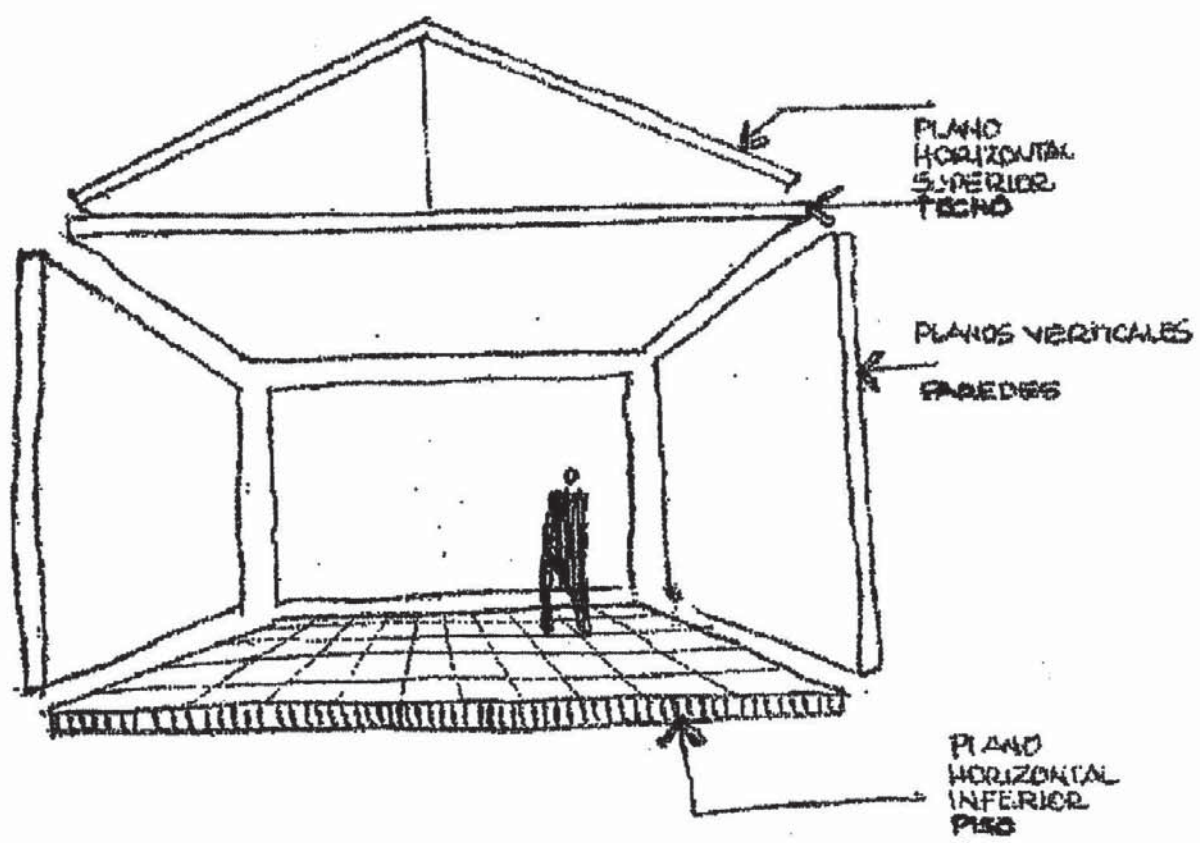 PLANO
HORIZONTAL
SUPERIOR
TECHO
PLANOS VERTICALES
PAREDES
PLANO
HORIZONTAL
INFERIOR
PISO